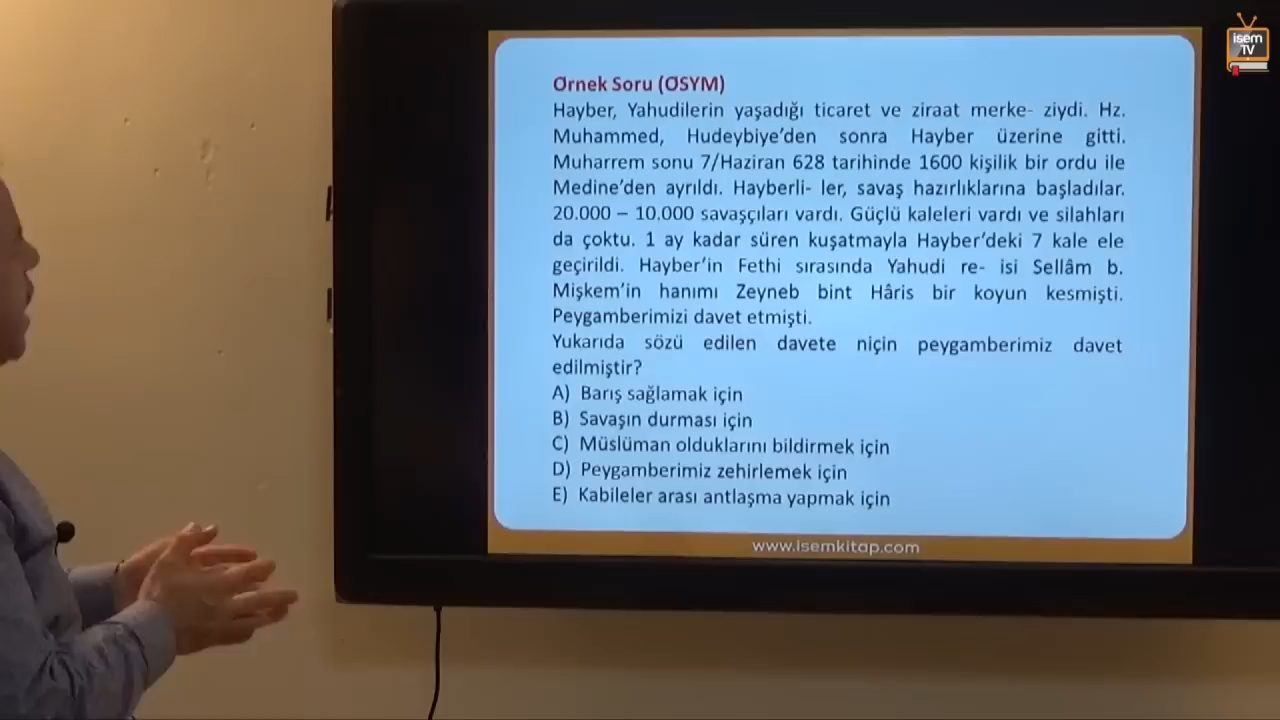 isem
TV
Örnek Soru (ÖSYM)
Hayber, Yahudilerin yaşadığı ticaret ve ziraat merke- ziydi. Hz.
Muhammed, Hudeybiye'den sonra Hayber üzerine gitti.
Muharrem sonu 7/Haziran 628 tarihinde 1600 kişilik bir ordu ile
Medine'den ayrıldı. Hayberli- ler, savaş hazırlıklarına başladılar.
20.000 – 10.000 savaşçıları vardı. Güçlü kaleleri vardı ve silahları
da çoktu. 1 ay kadar süren kuşatmayla Hayber'deki 7 kale ele
geçirildi. Hayber'in Fethi sırasında Yahudi re- isi Sellâm b.
Mişkem'in hanımı Zeyneb bint Hâris bir koyun kesmişti.
Peygamberimizi davet etmişti.
Yukarıda sözü edilen davete niçin peygamberimiz davet
edilmiştir?
A) Barış sağlamak için
B) Savaşın durması için
C) Müslüman olduklarını bildirmek için
D) Peygamberimiz zehirlemek için
E) Kabileler arası antlaşma yapmak için
www.isemkitap.com